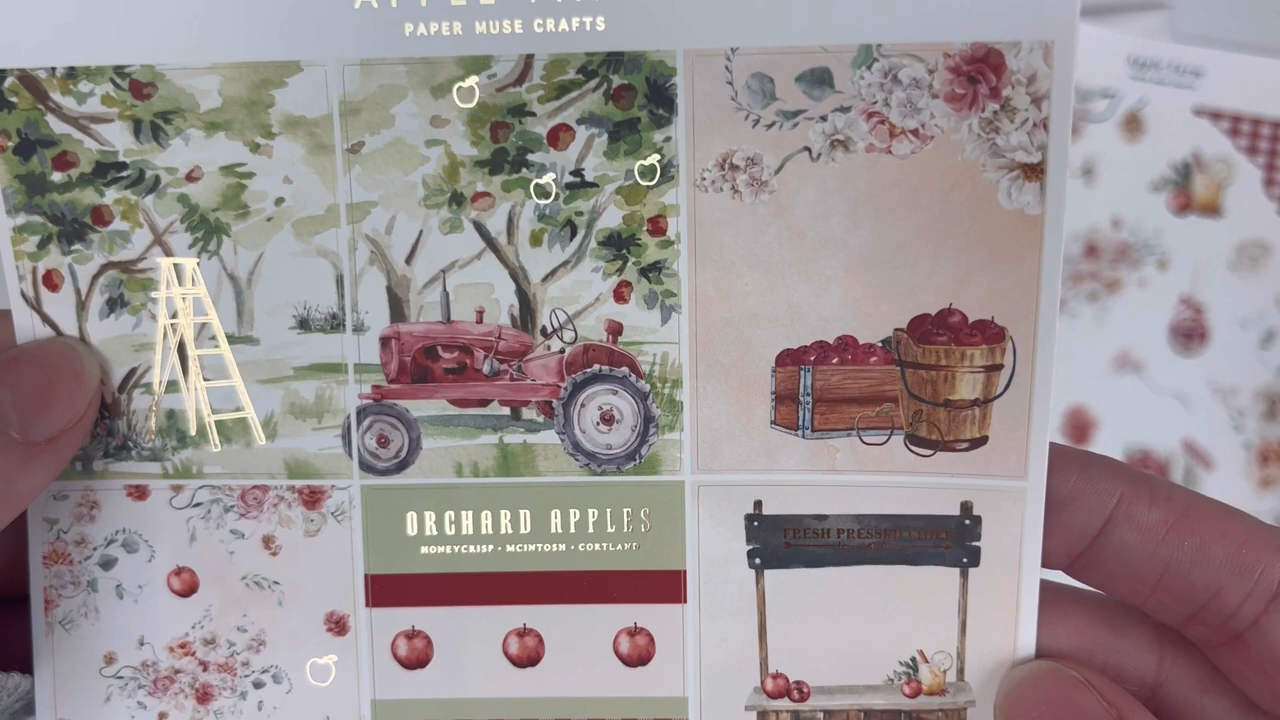 PAPER MUSE CRAFTS
ORCHARD APPLES
HONEYCRISP • MCINTOSH • CORTLAND
FRESH PRESSED CIDER